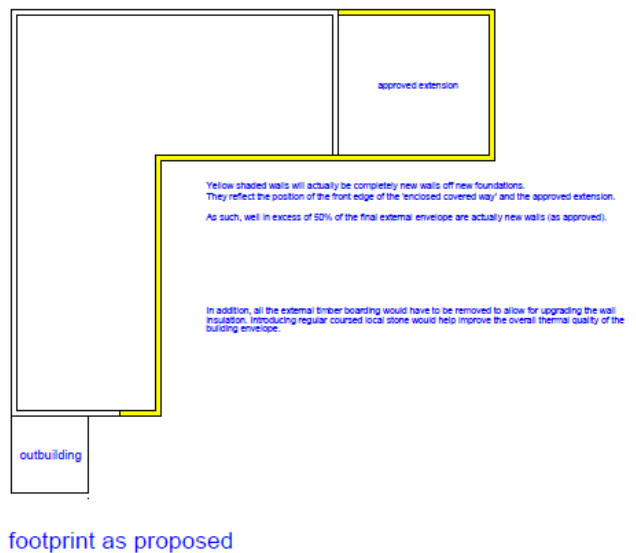 approved extension
Yellow shaded walls will actually be completely new walls off new foundations.
They reflect the position of the front edge of the 'enclosed covered way' and the approved extension.
As such, well in excess of 50% of the final external envelope are actually new walls (as approved).
In addition, all the external timber boarding would have to be removed to allow for upgrading the wall
insulation. Introducing regular coursed local stone would help improve the overall thermal quality of the
building envelope.
outbuilding
footprint as proposed